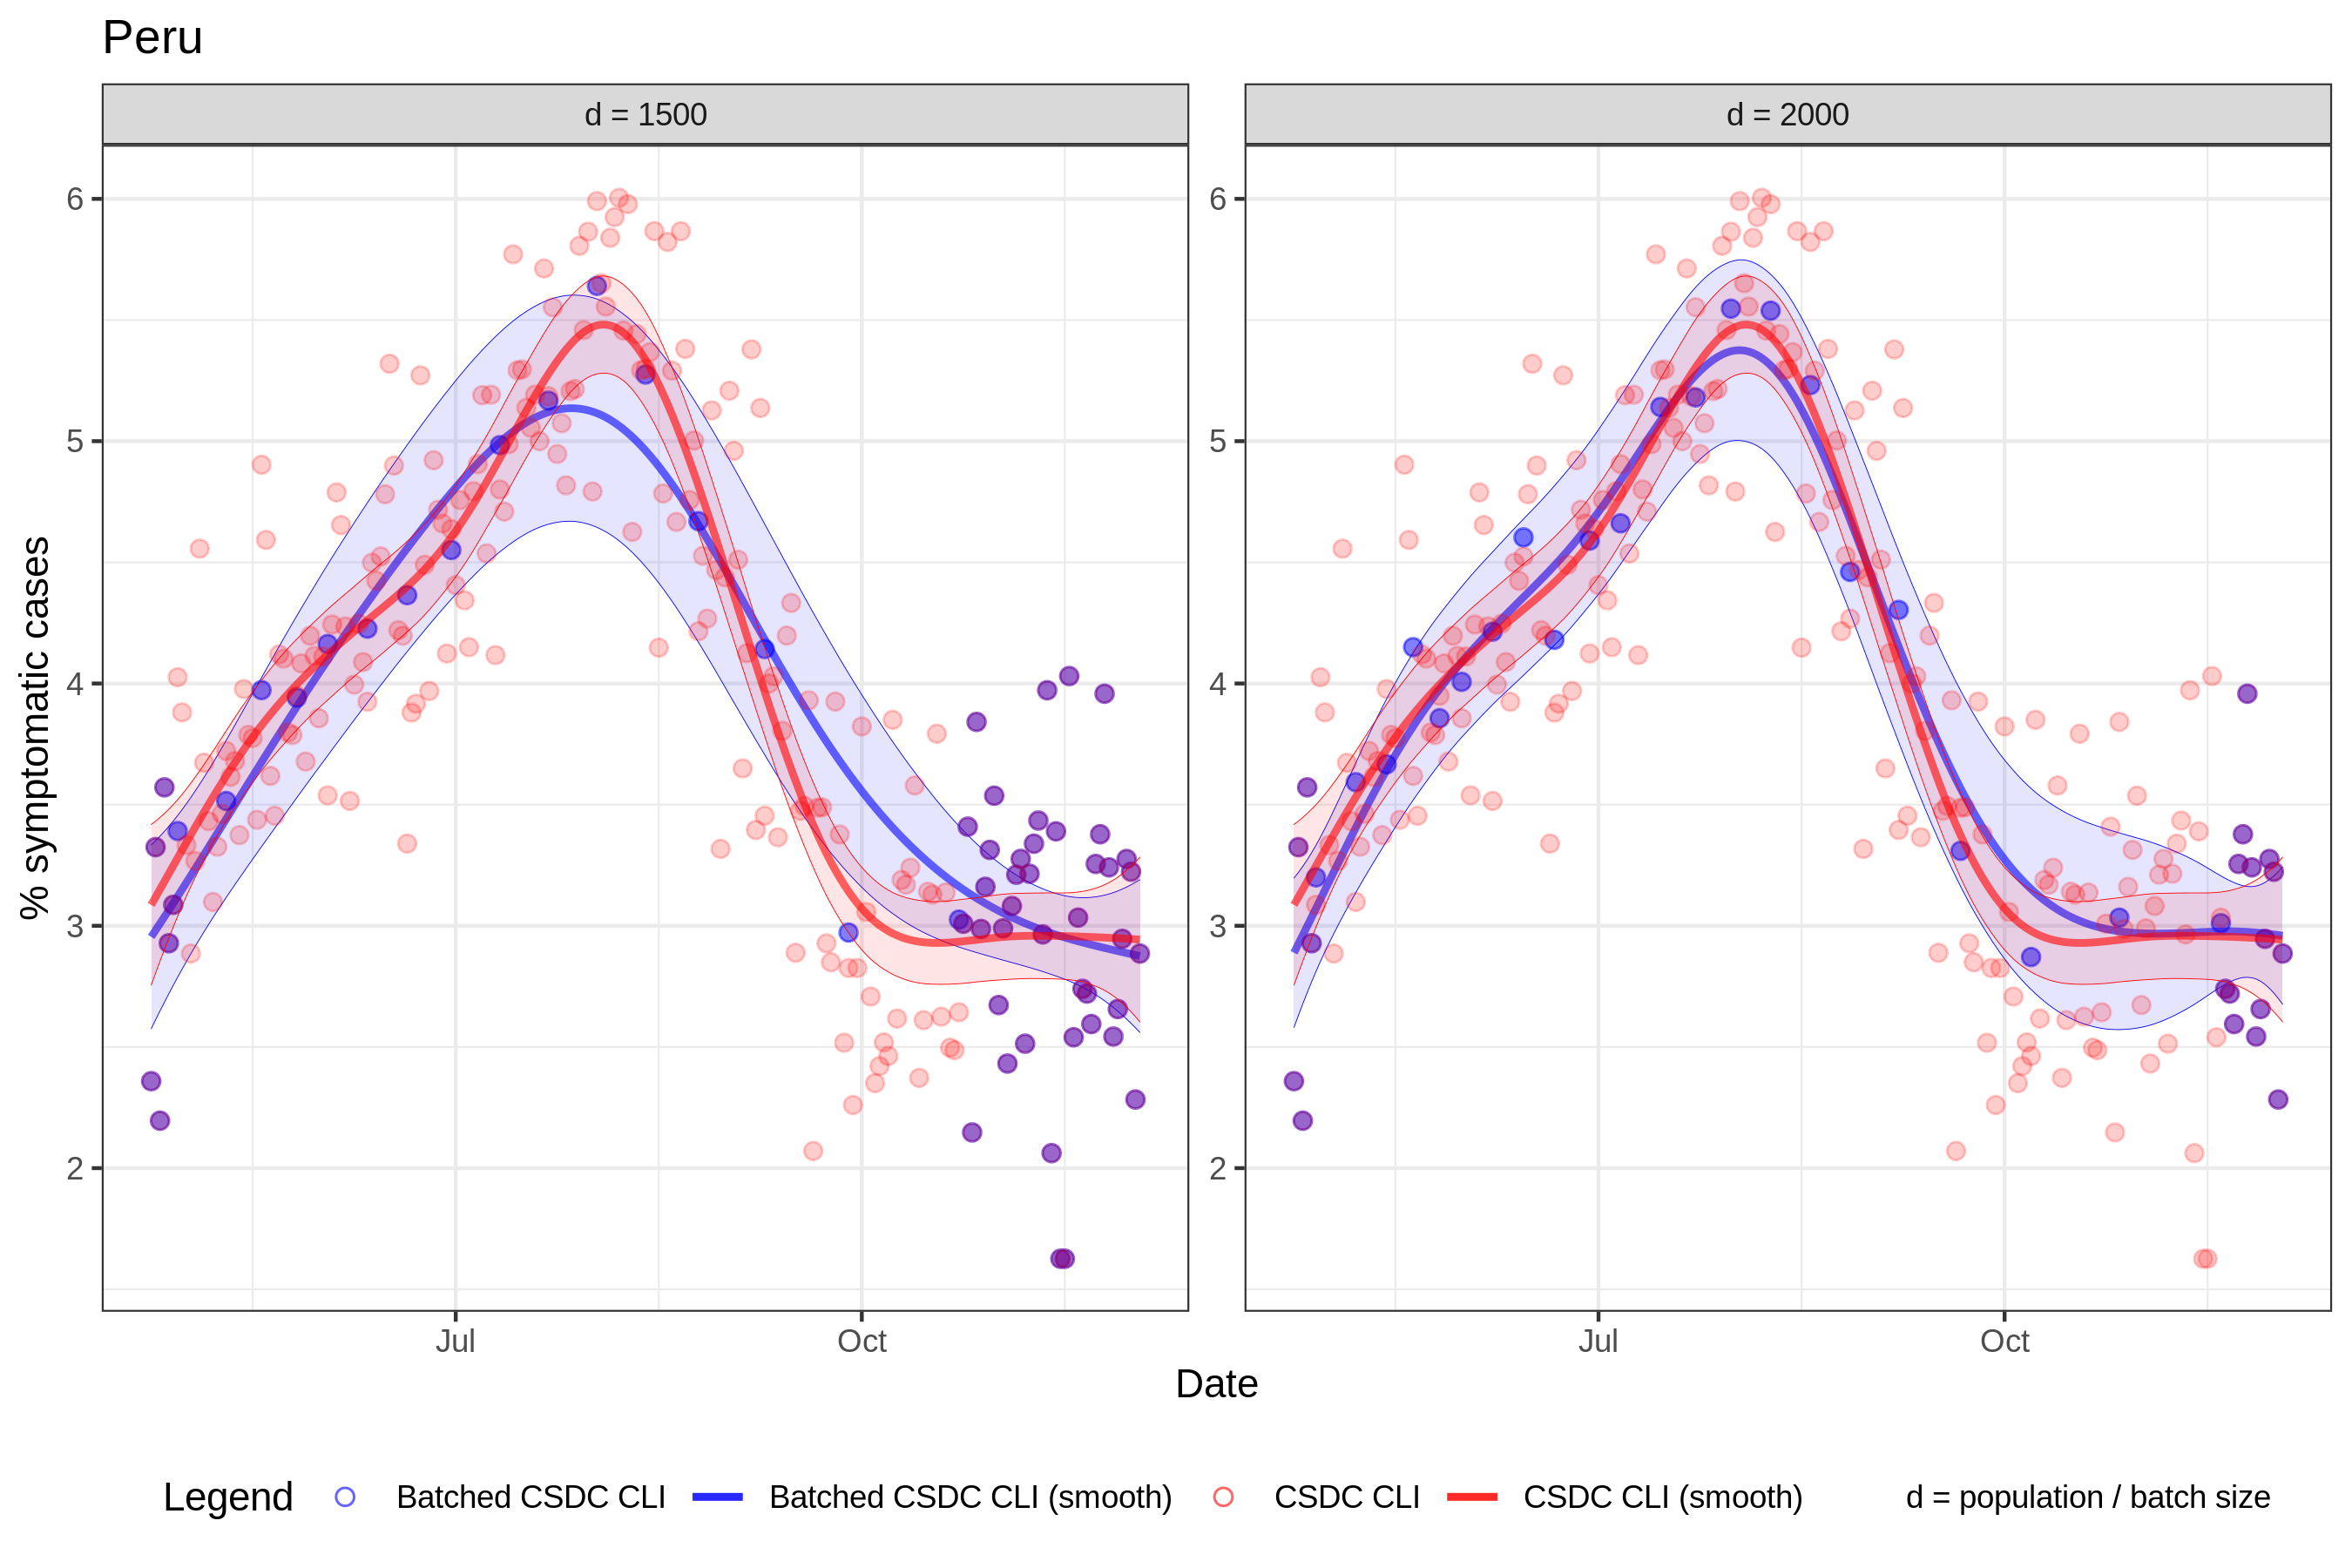 Peru
d = 1500
d = 2000
% symptomatic cases
6
5
4
3
2
6
5
4
3
2
Jul
Oct
Jul
Oct
Date
Legend
Batched CSDC CLI
Batched CSDC CLI (smooth)
CSDC CLI
CSDC CLI (smooth)
d = population / batch size